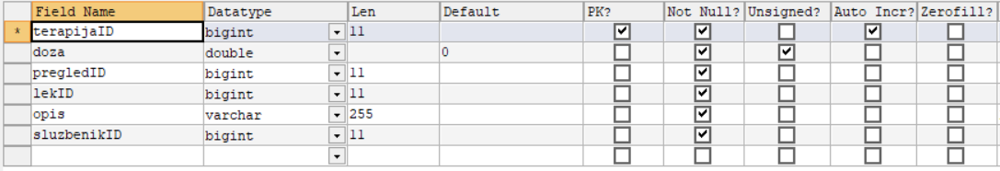 Field Name Datatype Len Default PK? Not Null? Unsigned? Auto Incr? Zerofill?
* terapijaID bigint 11
doza double 0
pregledID bigint 11
lekID bigint 11
opis varchar 255
sluzbenikID bigint 11